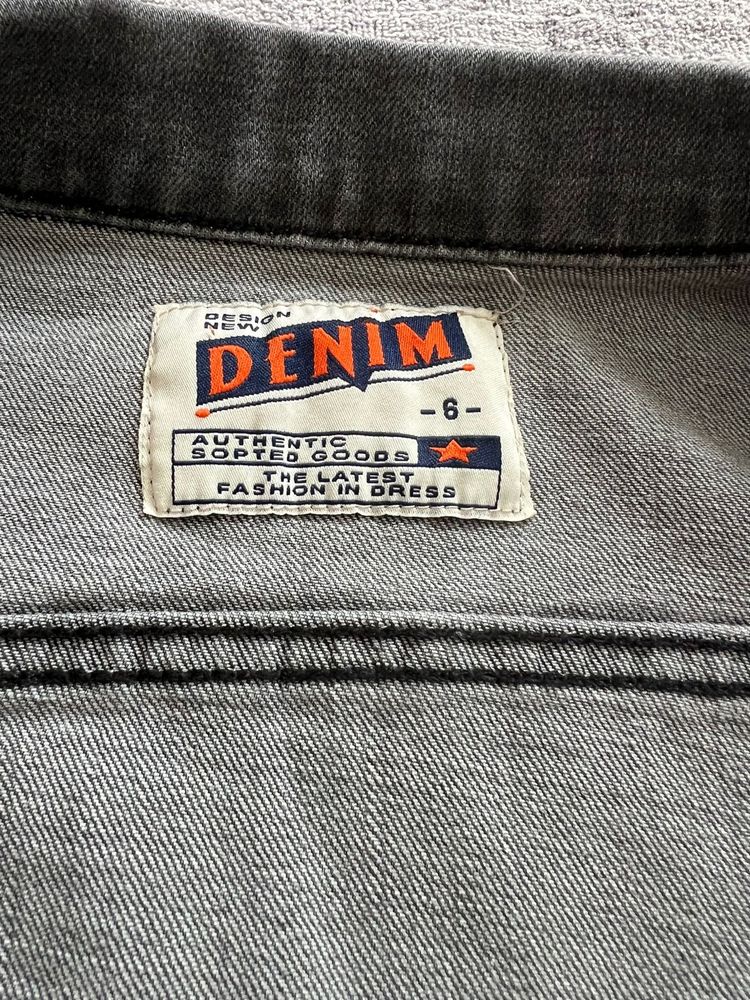 DESIGN
NEW
DENIM
-6-
AUTHENTIC
SOPTED GOODS
THE LATEST
FASHION IN DRESS